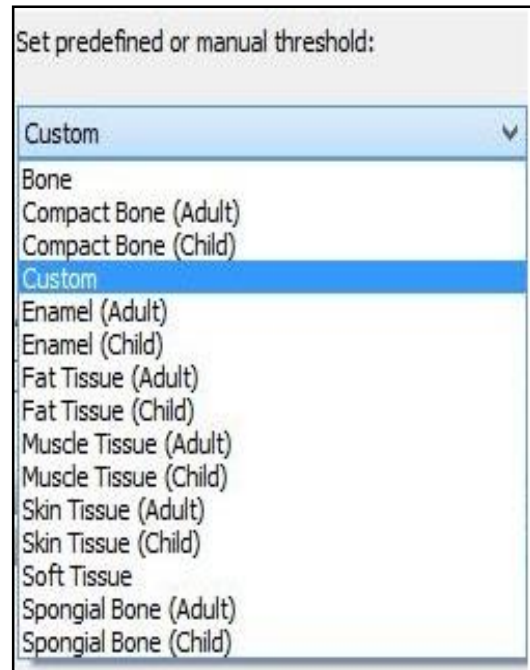 Set predefined or manual threshold:
Custom
Bone
Compact Bone (Adult)
Compact Bone (Child)
Custom
Enamel (Adult)
Enamel (Child)
Fat Tissue (Adult)
Fat Tissue (Child)
Muscle Tissue (Adult)
Muscle Tissue (Child)
Skin Tissue (Adult)
Skin Tissue (Child)
Soft Tissue
Spongial Bone (Adult)
Spongial Bone (Child)